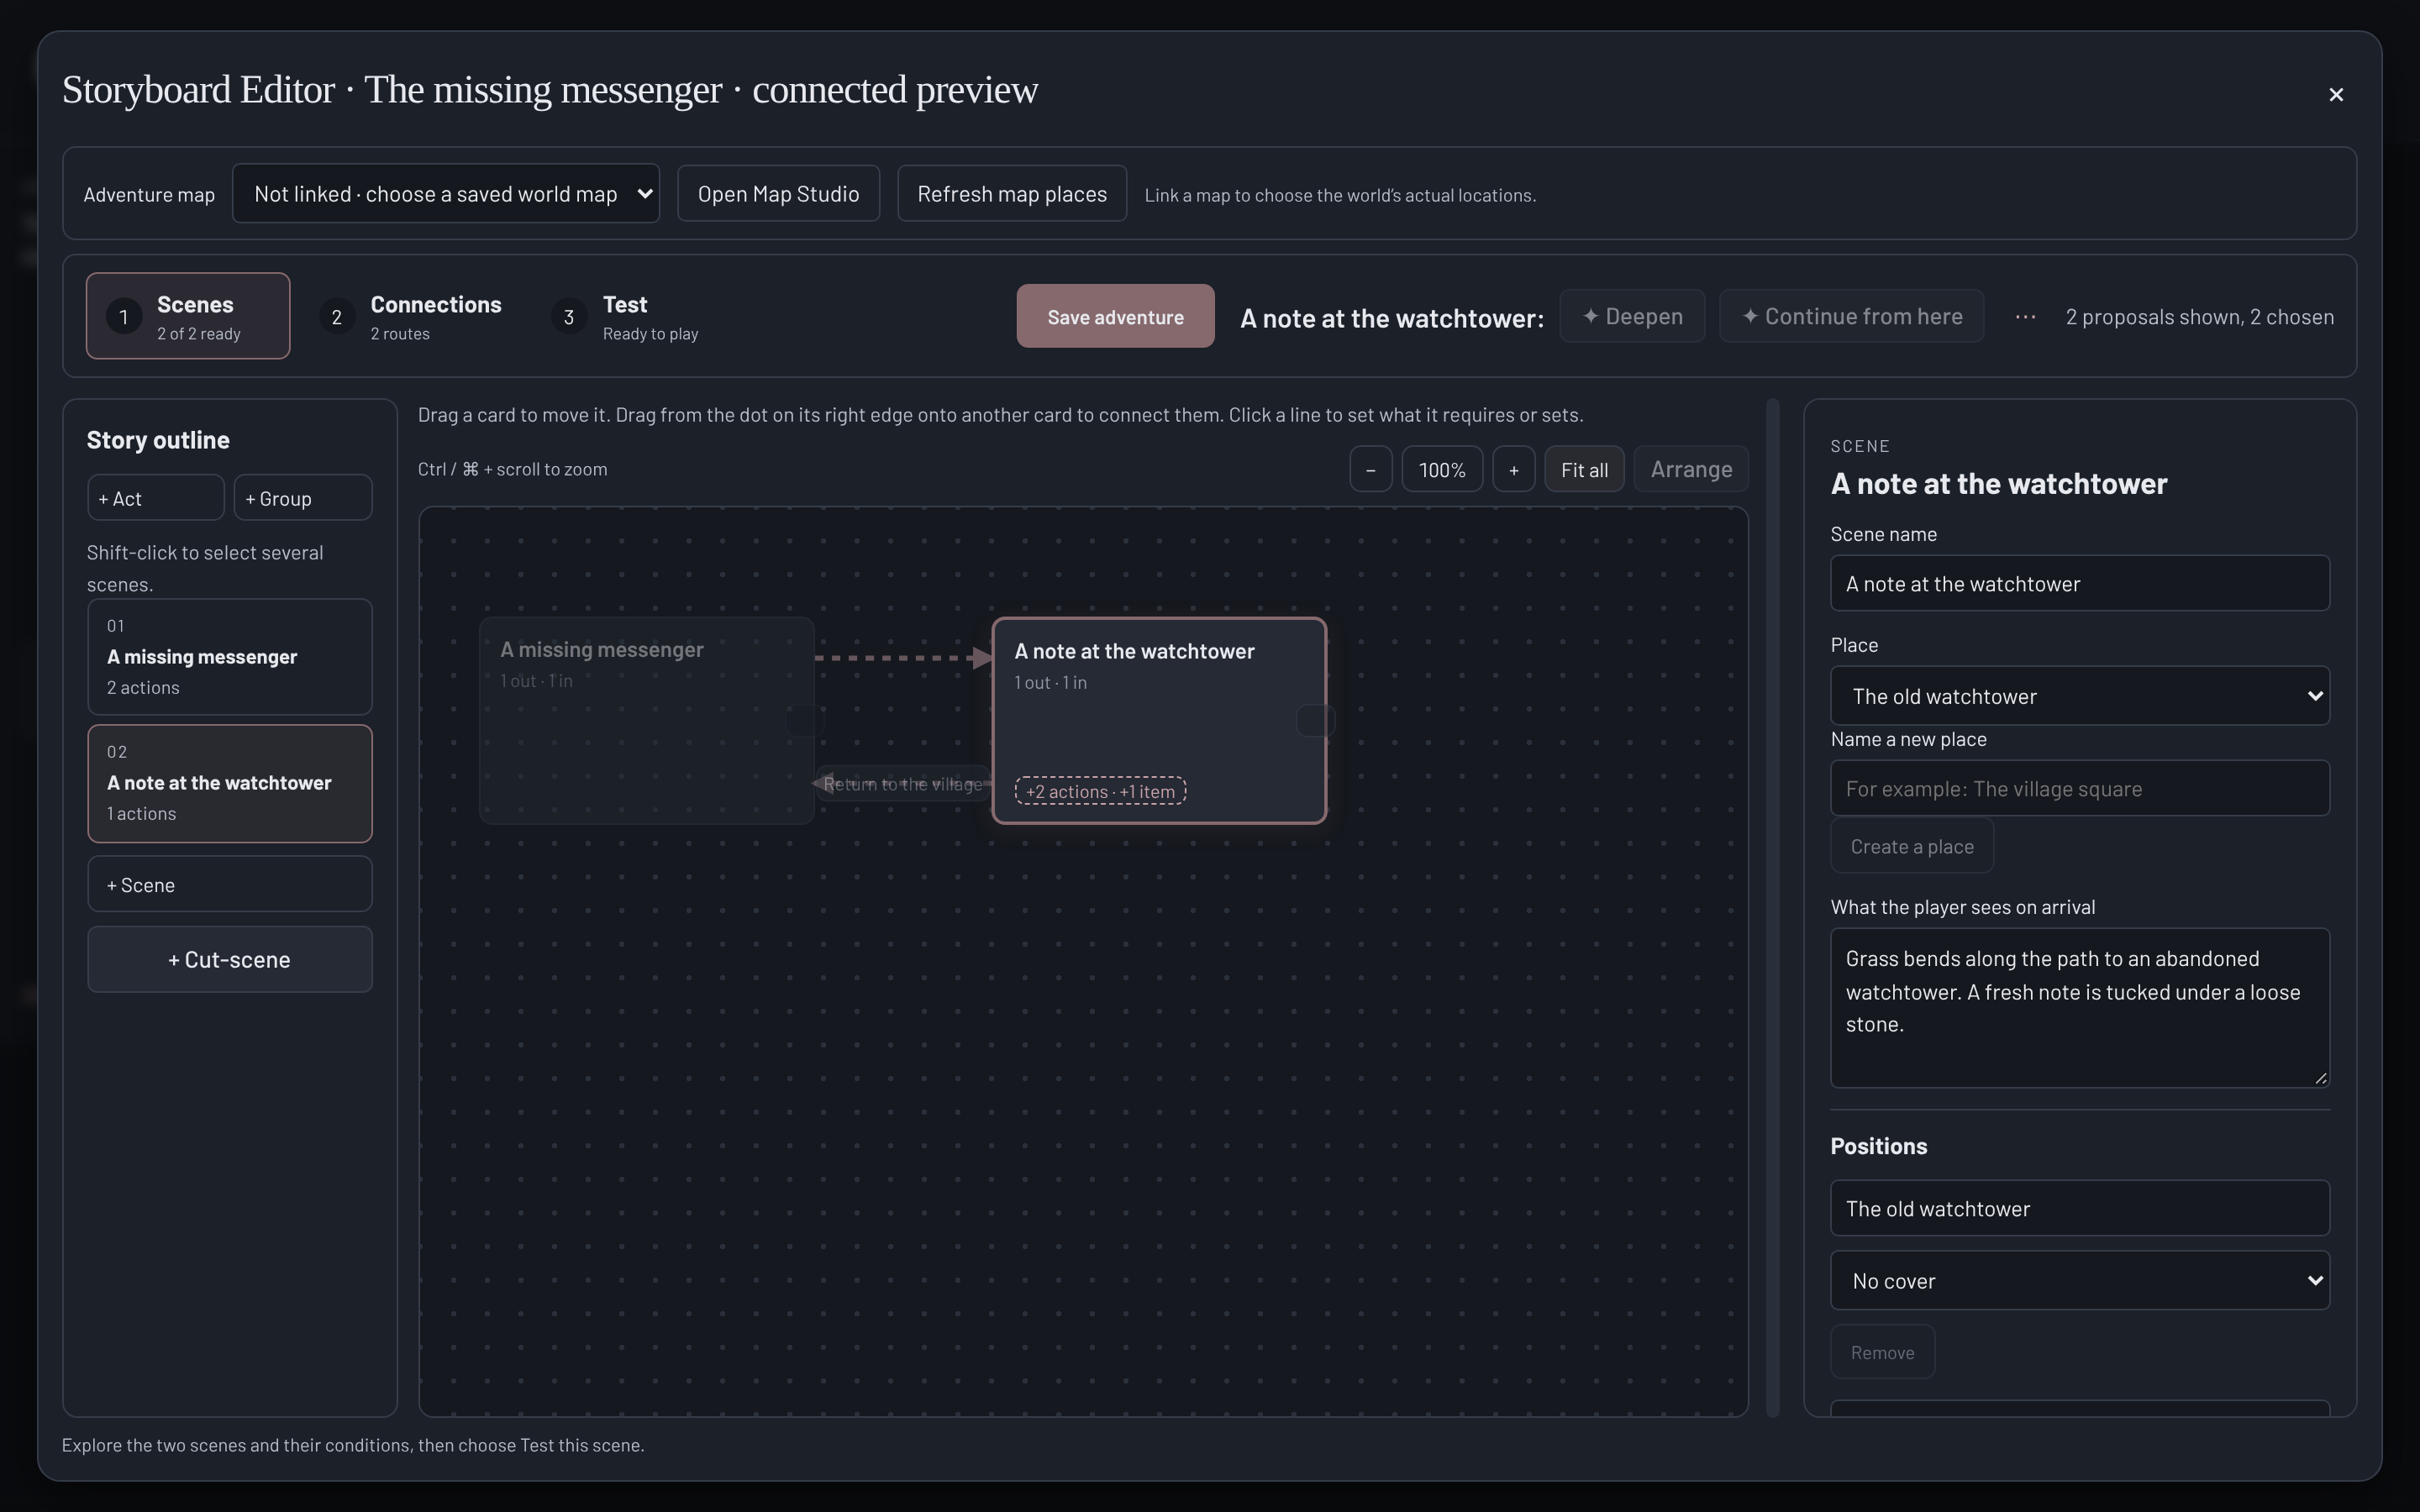 Storyboard Editor · The missing messenger · connected preview
×
Adventure map
Not linked · choose a saved world map
Open Map Studio
Refresh map places
Link a map to choose the world's actual locations.
1
Scenes
2 of 2 ready
2
Connections
2 routes
3
Test
Ready to play
Save adventure
A note at the watchtower:
✦ Deepen
✦ Continue from here
···
2 proposals shown, 2 chosen
Story outline
+ Act
+ Group
Shift-click to select several
scenes.
01
A missing messenger
2 actions
02
A note at the watchtower
1 actions
+ Scene
+ Cut-scene
Drag a card to move it. Drag from the dot on its right edge onto another card to connect them. Click a line to set what it requires or sets.
Ctrl / ⌘ + scroll to zoom
−
100%
+
Fit all
Arrange
A missing messenger
1 out · 1 in
A note at the watchtower
1 out · 1 in
Return to the village
+2 actions · +1 item
SCENE
A note at the watchtower
Scene name
A note at the watchtower
Place
The old watchtower
Name a new place
For example: The village square
Create a place
What the player sees on arrival
Grass bends along the path to an abandoned
watchtower. A fresh note is tucked under a loose
stone.
Positions
The old watchtower
No cover
Remove
Explore the two scenes and their conditions, then choose Test this scene.